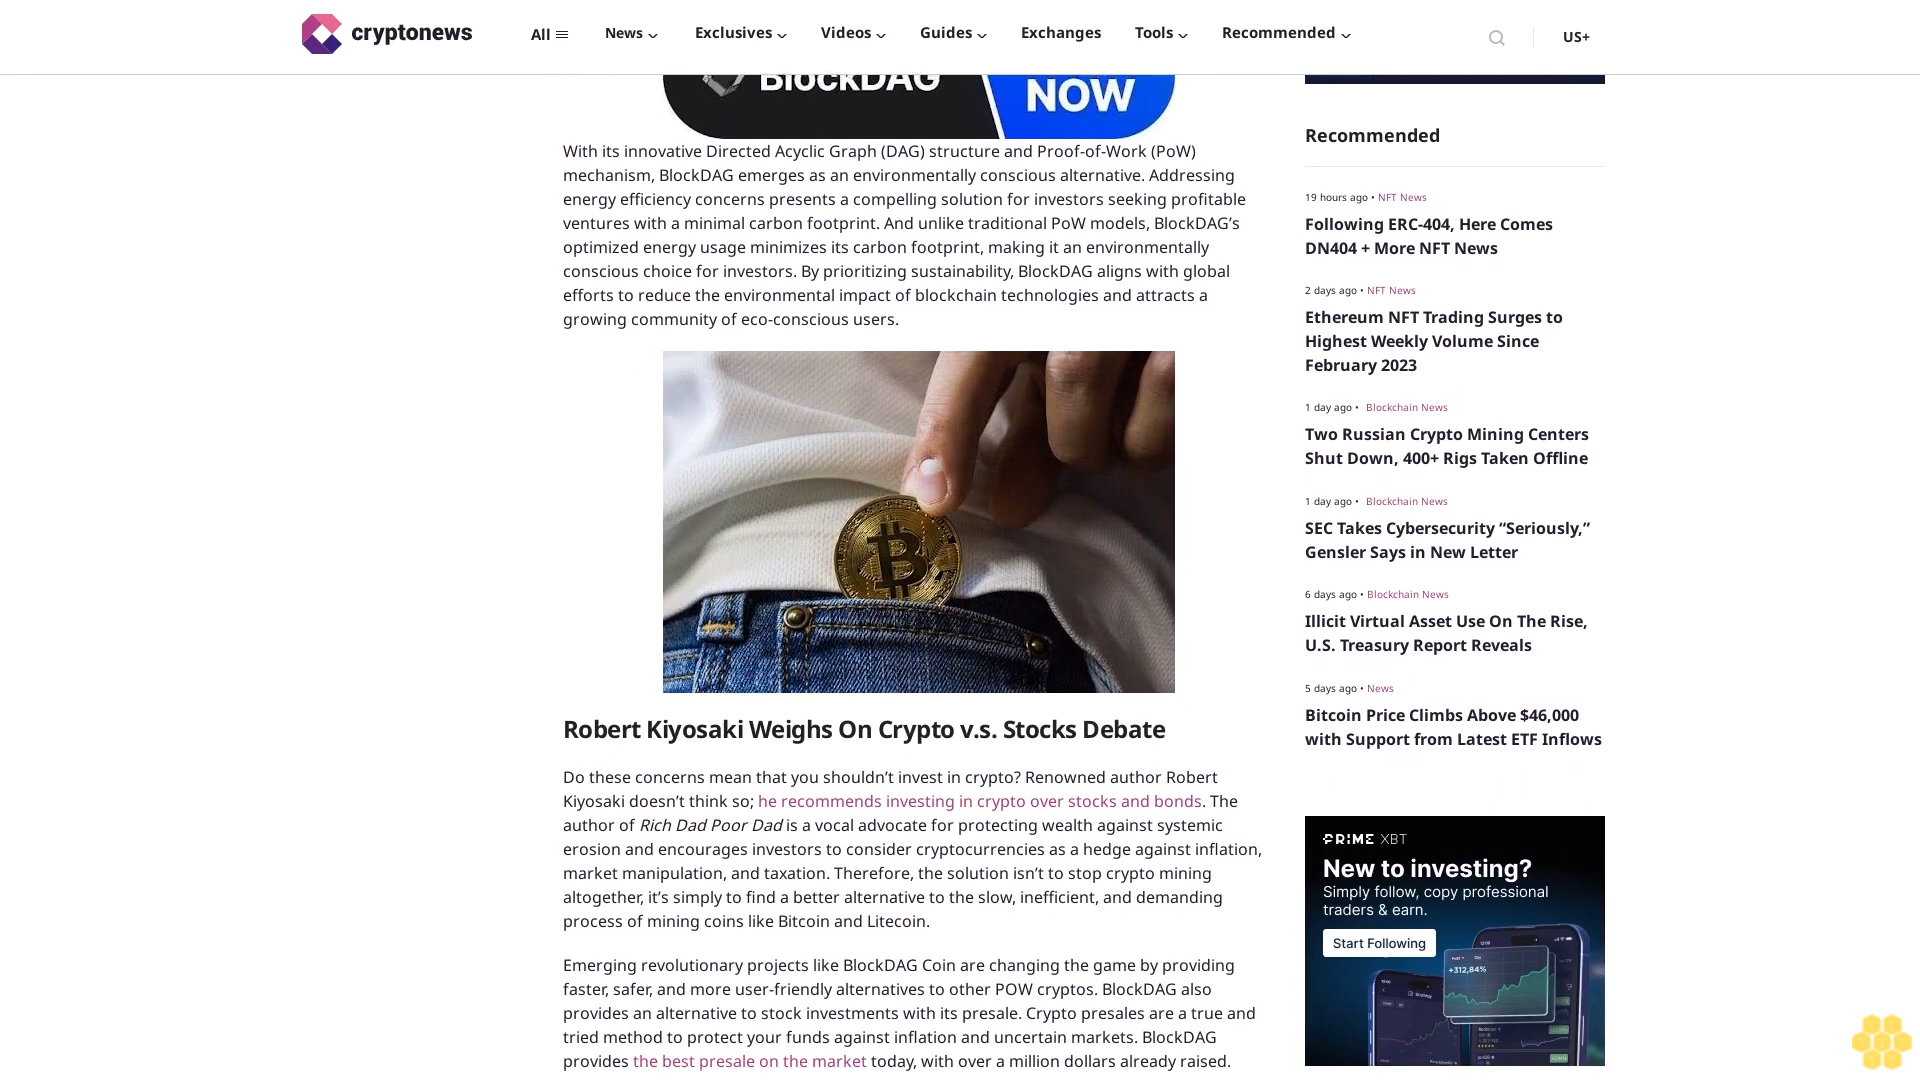 cryptonews
All
News
Exclusives
Videos
Guides
Exchanges
Tools
Recommended
US+
BlockDAG
NOW
With its innovative Directed Acyclic Graph (DAG) structure and Proof-of-Work (PoW)
mechanism, BlockDAG emerges as an environmentally conscious alternative. Addressing
energy efficiency concerns presents a compelling solution for investors seeking profitable
ventures with a minimal carbon footprint. And unlike traditional PoW models, BlockDAG’s
optimized energy usage minimizes its carbon footprint, making it an environmentally
conscious choice for investors. By prioritizing sustainability, BlockDAG aligns with global
efforts to reduce the environmental impact of blockchain technologies and attracts a
growing community of eco-conscious users.
Robert Kiyosaki Weighs On Crypto v.s. Stocks Debate
Do these concerns mean that you shouldn’t invest in crypto? Renowned author Robert
Kiyosaki doesn’t think so; he recommends investing in crypto over stocks and bonds. The
author of Rich Dad Poor Dad is a vocal advocate for protecting wealth against systemic
erosion and encourages investors to consider cryptocurrencies as a hedge against inflation,
market manipulation, and taxation. Therefore, the solution isn’t to stop crypto mining
altogether, it’s simply to find a better alternative to the slow, inefficient, and demanding
process of mining coins like Bitcoin and Litecoin.
Emerging revolutionary projects like BlockDAG Coin are changing the game by providing
faster, safer, and more user-friendly alternatives to other POW cryptos. BlockDAG also
provides an alternative to stock investments with its presale. Crypto presales are a true and
tried method to protect your funds against inflation and uncertain markets. BlockDAG
provides the best presale on the market today, with over a million dollars already raised.
Recommended
19 hours ago • NFT News
Following ERC-404, Here Comes
DN404 + More NFT News
2 days ago • NFT News
Ethereum NFT Trading Surges to
Highest Weekly Volume Since
February 2023
1 day ago • Blockchain News
Two Russian Crypto Mining Centers
Shut Down, 400+ Rigs Taken Offline
1 day ago • Blockchain News
SEC Takes Cybersecurity “Seriously,”
Gensler Says in New Letter
6 days ago • Blockchain News
Illicit Virtual Asset Use On The Rise,
U.S. Treasury Report Reveals
5 days ago • News
Bitcoin Price Climbs Above $46,000
with Support from Latest ETF Inflows
PRIME XBT
New to investing?
Simply follow, copy professional
traders & earn.
Start Following
+312,84%
Strategy